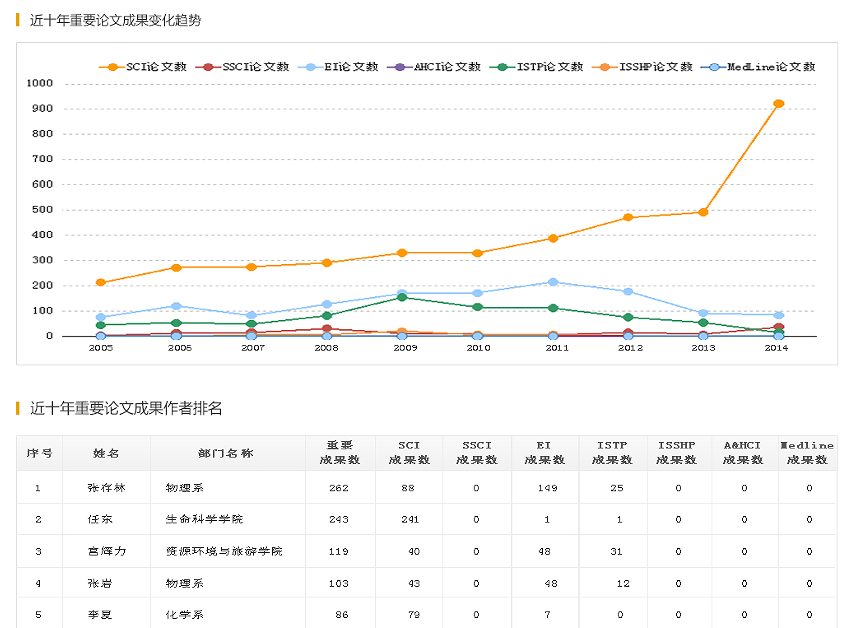 近十年重要论文成果变化趋势
SCI论文数 SSCI论文数 EI论文数 AHCI论文数 ISTP论文数 ISSHP论文数 MedLine论文数
1000
900
800
700
600
500
400
300
200
100
0
2005 2006 2007 2008 2009 2010 2011 2012 2013 2014
近十年重要论文成果作者排名
序号 姓名 部门名称 重要成果数 SCI成果数 SSCI成果数 EI成果数 ISTP成果数 ISSHP成果数 A&HCI成果数 Medline成果数
1 张存林 物理系 262 88 0 149 25 0 0 0
2 任东 生命科学学院 243 241 0 1 1 0 0 0
3 宫辉力 资源环境与旅游学院 119 40 0 48 31 0 0 0
4 张岩 物理系 103 43 0 48 12 0 0 0
5 李夏 化学系 86 79 0 7 0 0 0 0